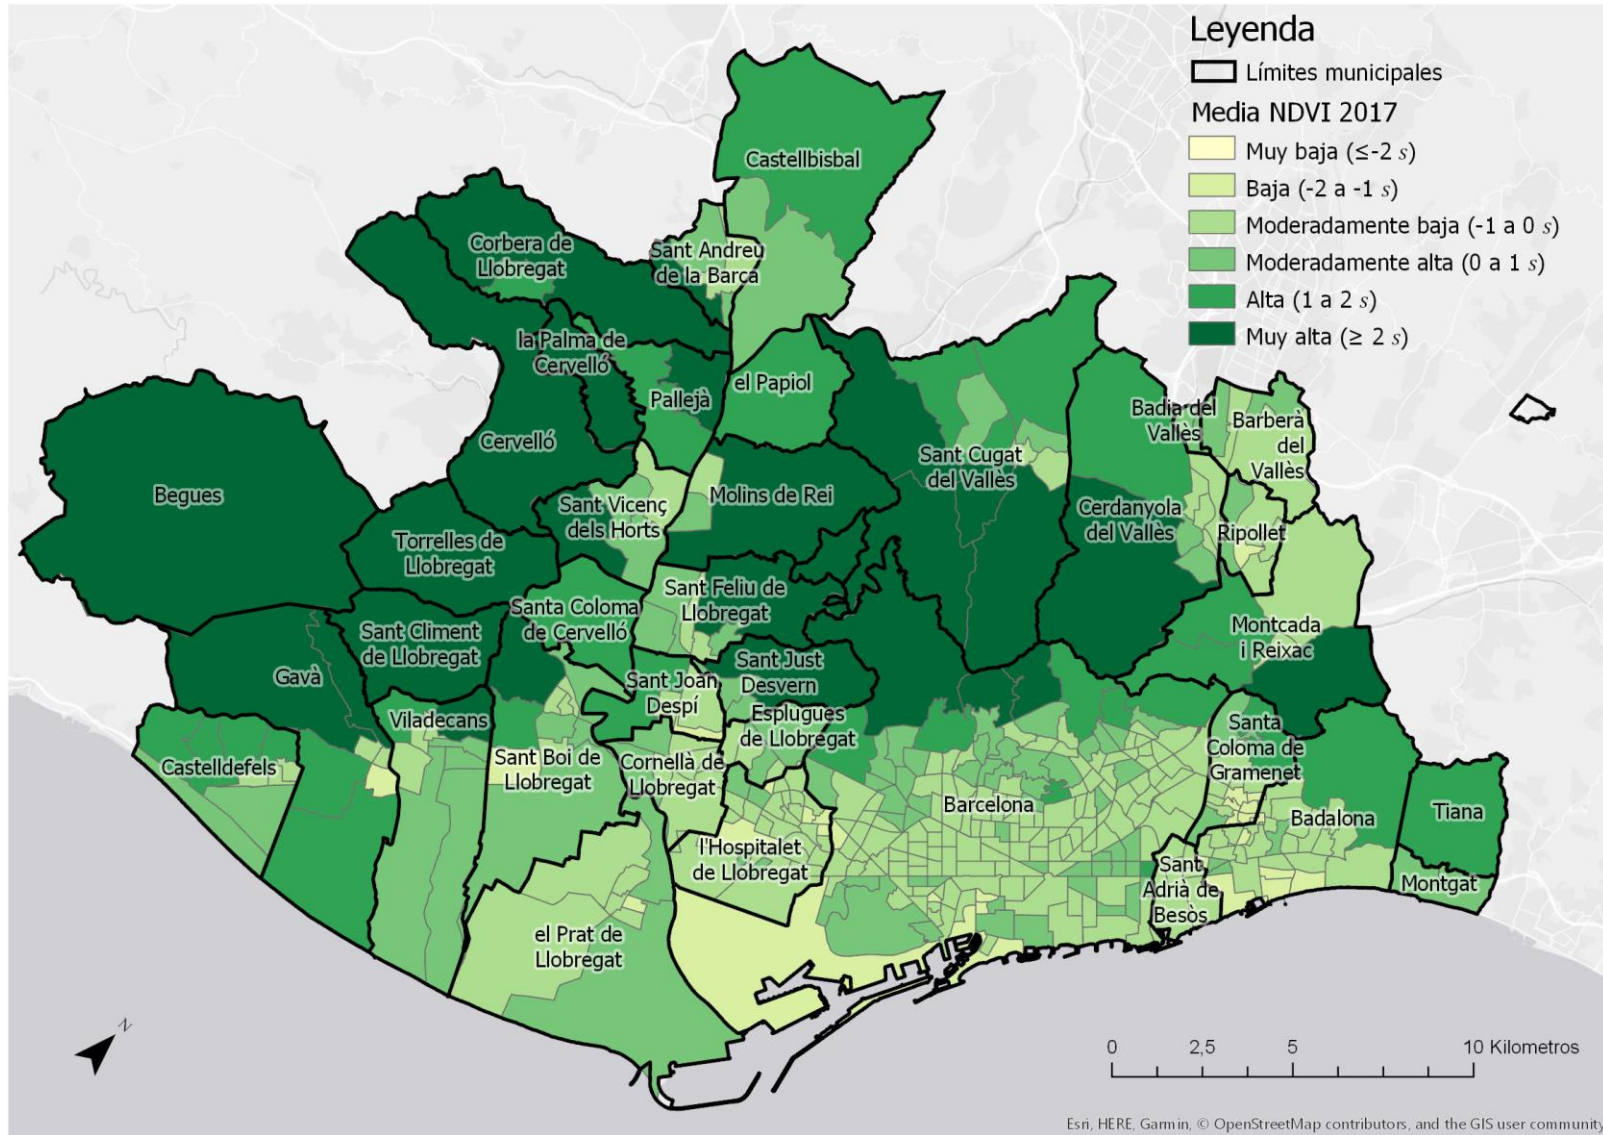 Leyenda
Límites municipales
Media NDVI 2017
Muy baja (≤-2 s)
Baja (-2 a -1 s)
Moderadamente baja (-1 a 0 s)
Moderadamente alta (0 a 1 s)
Alta (1 a 2 s)
Muy alta (≥ 2 s)
Castellbisbal
Corbera de
Llobregat
Sant Andreu
de la Barca
la Palma de
Cervelló
Pallejà
el Papiol
Badia del
Vallès
Barberà
del
Vallès
Cervelló
Sant Cugat
del Vallès
Begues
Molins de Rei
Sant Vicenç
dels Horts
Cerdanyola
del Vallès
Ripollet
Torrelles de
Llobregat
Sant Feliu de
Llobregat
Santa Coloma
de Cervelló
Montcada
i Reixac
Sant Climent
de Llobregat
Gavà
Sant Just
Desvern
Sant Joan
Despí
Viladecans
Esplugues
de Llobregat
Santa
Coloma de
Gramenet
Castelldefels
Sant Boi de
Llobregat
Cornellà de
Llobregat
Barcelona
Badalona
Tiana
l'Hospitalet
de Llobregat
Sant
Adrià de
Besòs
Montgat
el Prat de
Llobregat
N
0 2,5 5 10 Kilometros
Esri, HERE, Garmin, © OpenStreetMap contributors, and the GIS user community